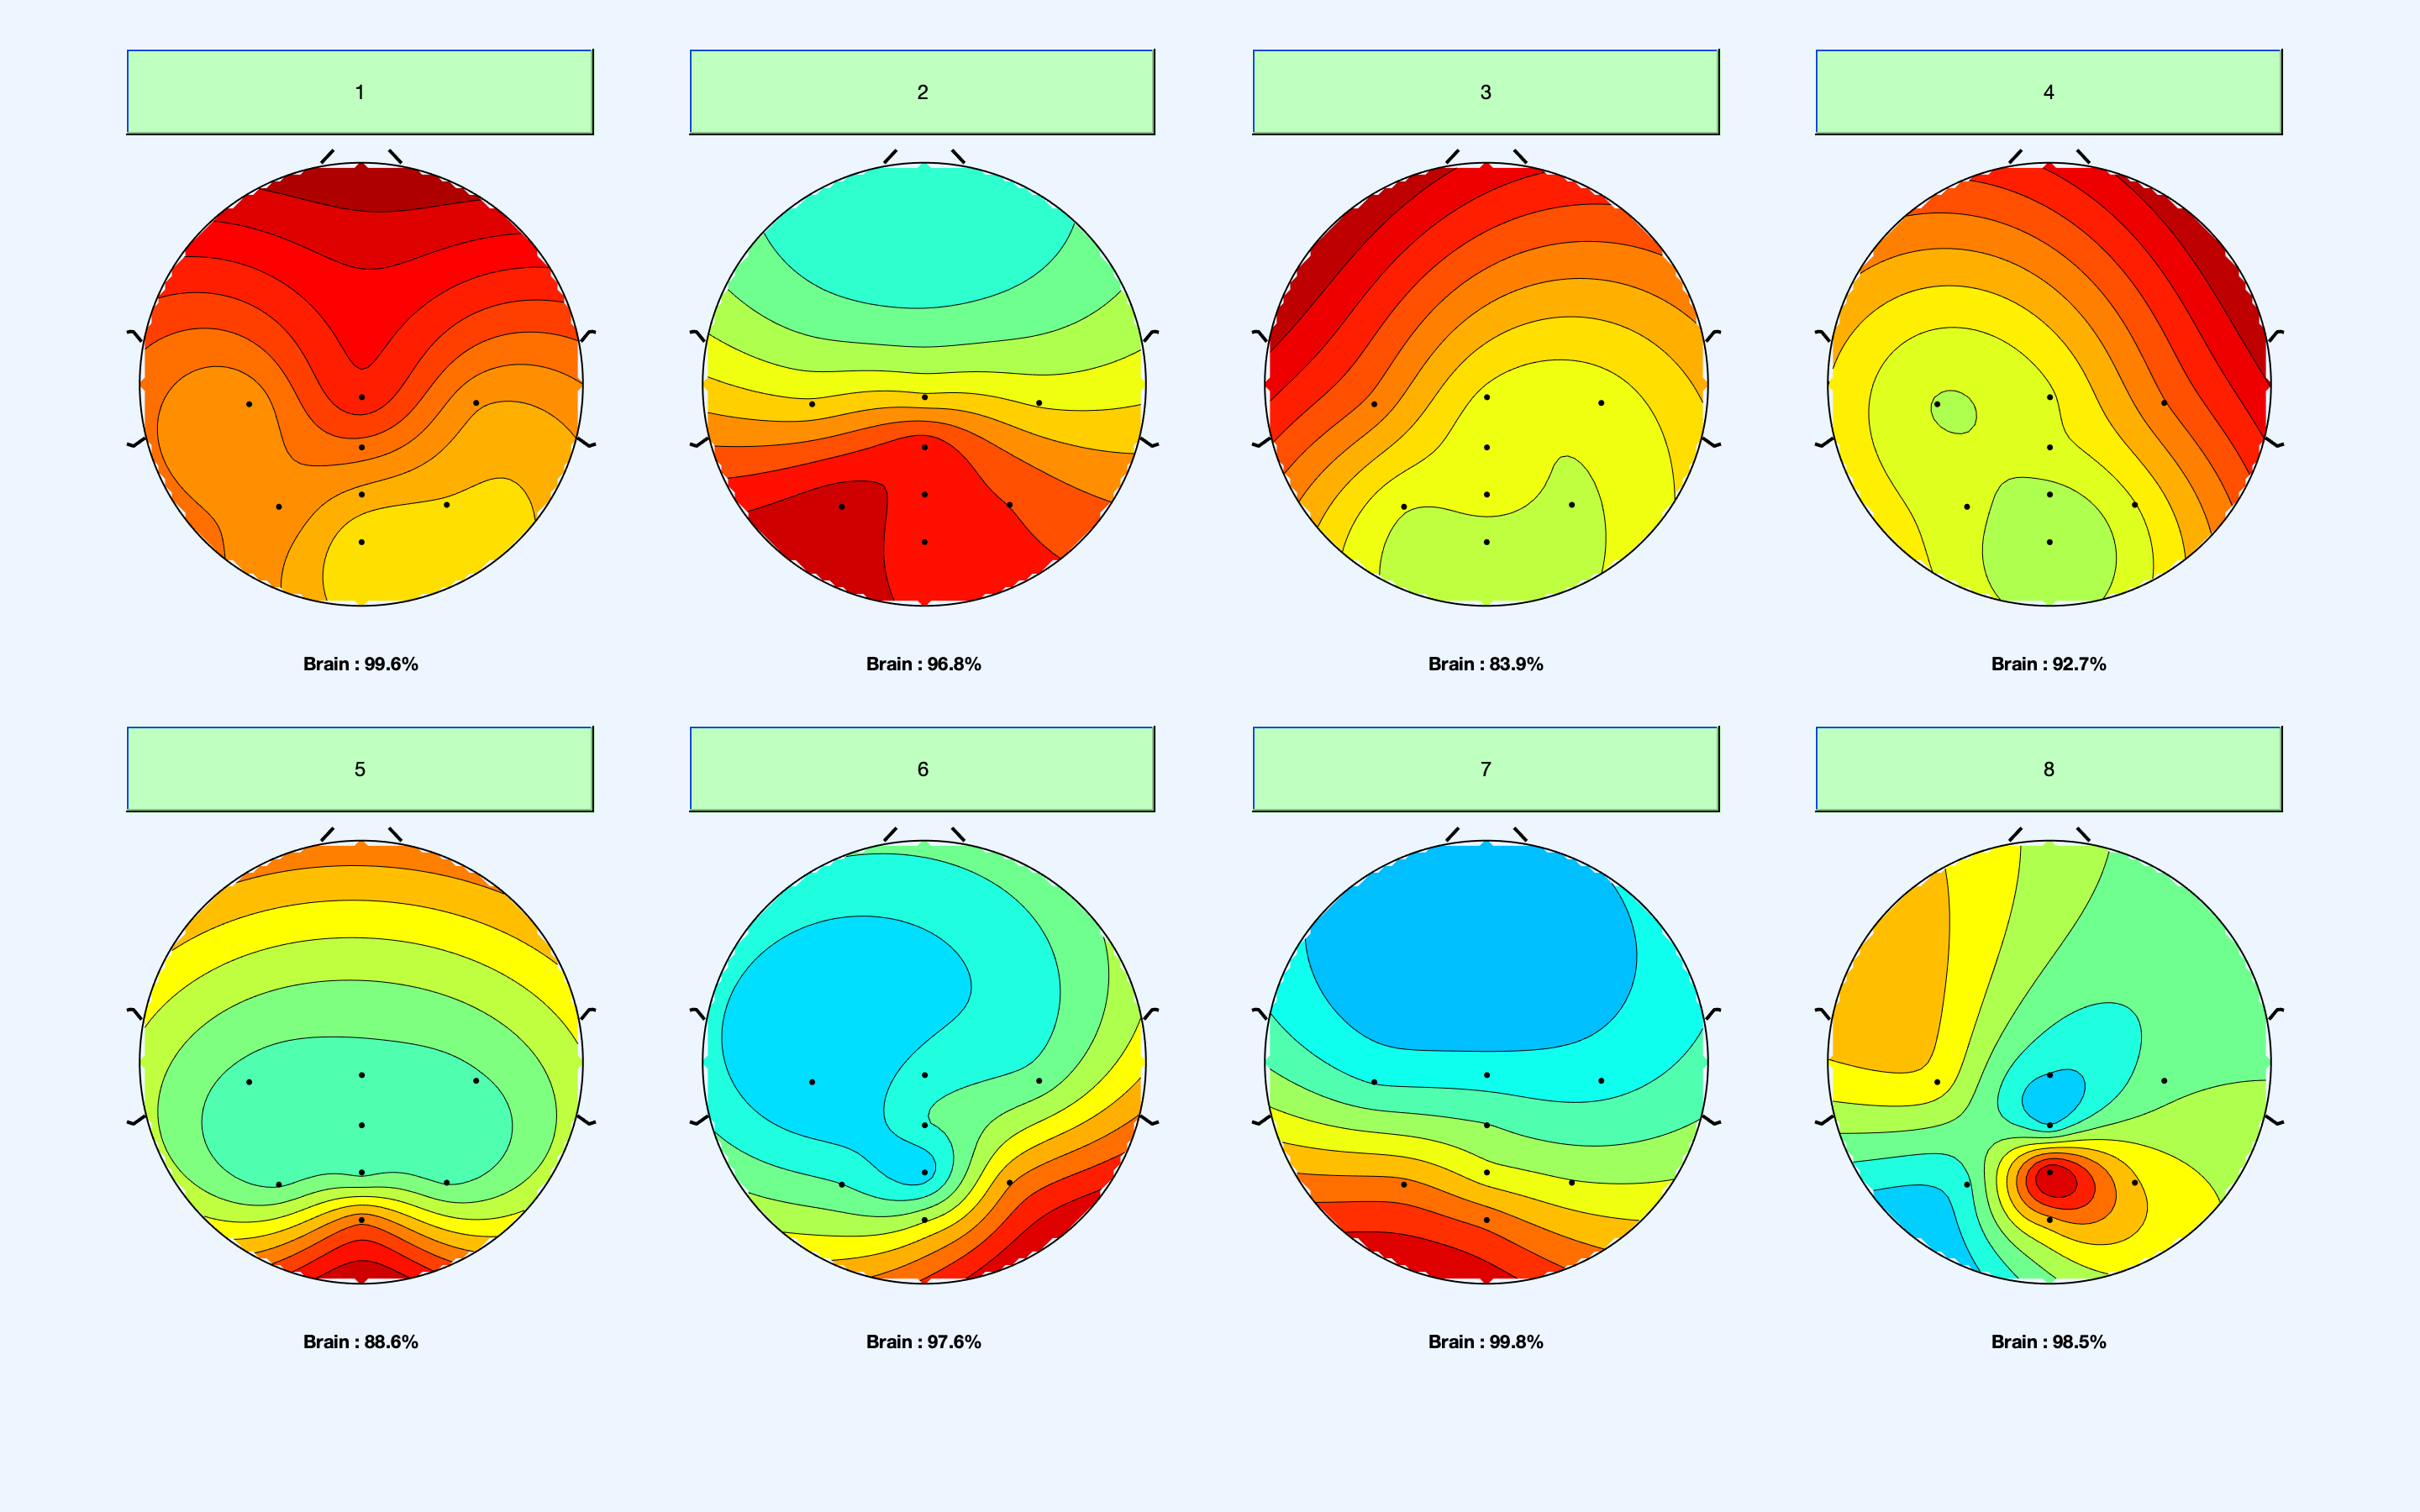 1
2
3
4
Brain : 99.6%
Brain : 96.8%
Brain : 83.9%
Brain : 92.7%
5
6
7
8
Brain : 88.6%
Brain : 97.6%
Brain : 99.8%
Brain : 98.5%